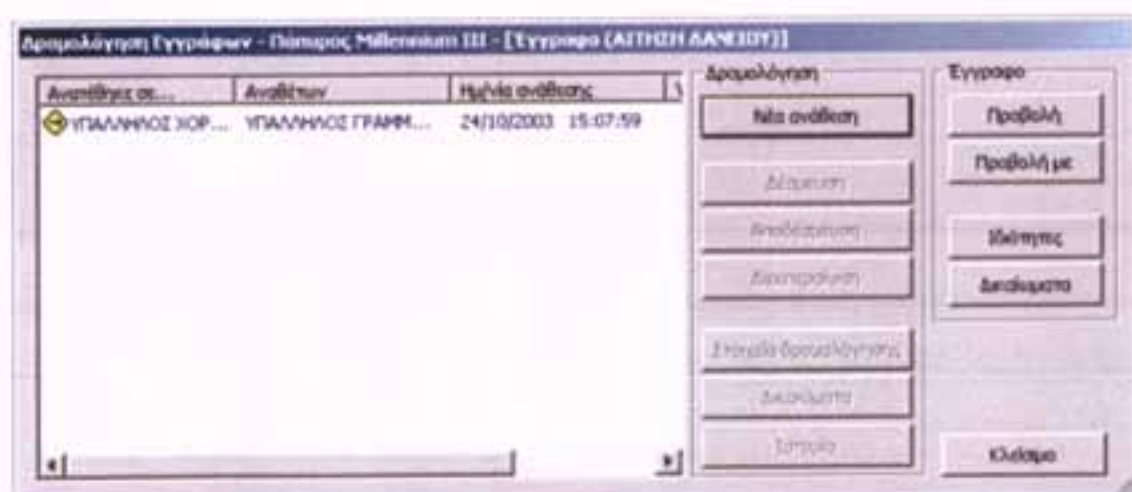 Δρομολόγηση Εγγράφων - Πάπυρος Millennium III - [Έγγραφο (ΑΙΤΗΣΗ ΔΑΝΕΙΟΥ)]
Ανατέθηκε σε... Αναθέτων Ημ/νία ανάθεσης
ΥΠΑΛΛΗΛΟΣ ΧΟΡ... ΥΠΑΛΛΗΛΟΣ ΓΡΑΜΜ... 24/10/2003 15:07:59
Δρομολόγηση
Νέα ανάθεση
Δέσμευση
Αποδέσμευση
Διεκπεραίωση
Στοιχεία δρομολόγησης
Δικαιώματα
Ιστορία
Έγγραφο
Προβολή
Προβολή με
Ιδιότητες
Δικαιώματα
Κλείσιμο